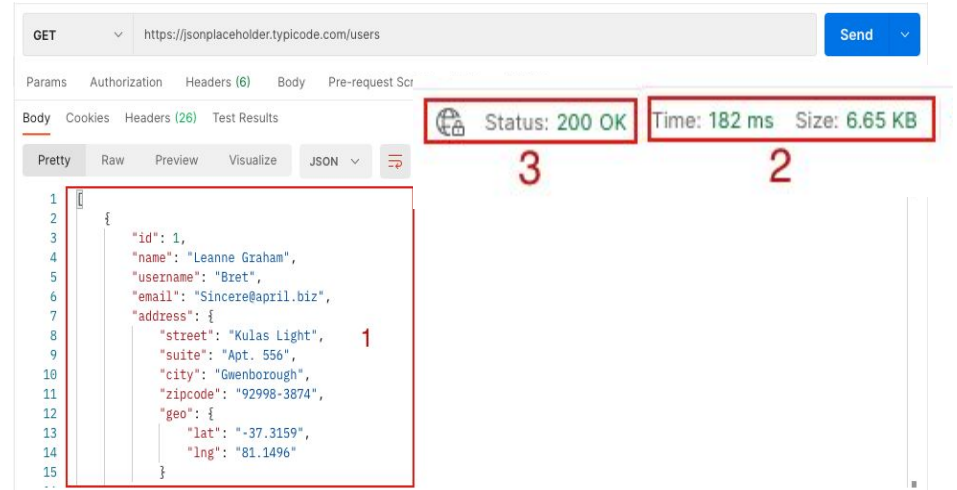 GET https://jsonplaceholder.typicode.com/users Send
Params Authorization Headers (6) Body Pre-request Scr
Body Cookies Headers (26) Test Results
Status: 200 OK Time: 182 ms Size: 6.65 KB
3 2
Pretty Raw Preview Visualize JSON
1 [
2 {
3 "id": 1,
4 "name": "Leanne Graham",
5 "username": "Bret",
6 "email": "Sincere@april.biz",
7 "address": {
8 "street": "Kulas Light", 1
9 "suite": "Apt. 556",
10 "city": "Gwenborough",
11 "zipcode": "92998-3874",
12 "geo": {
13 "lat": "-37.3159",
14 "lng": "81.1496"
15 }